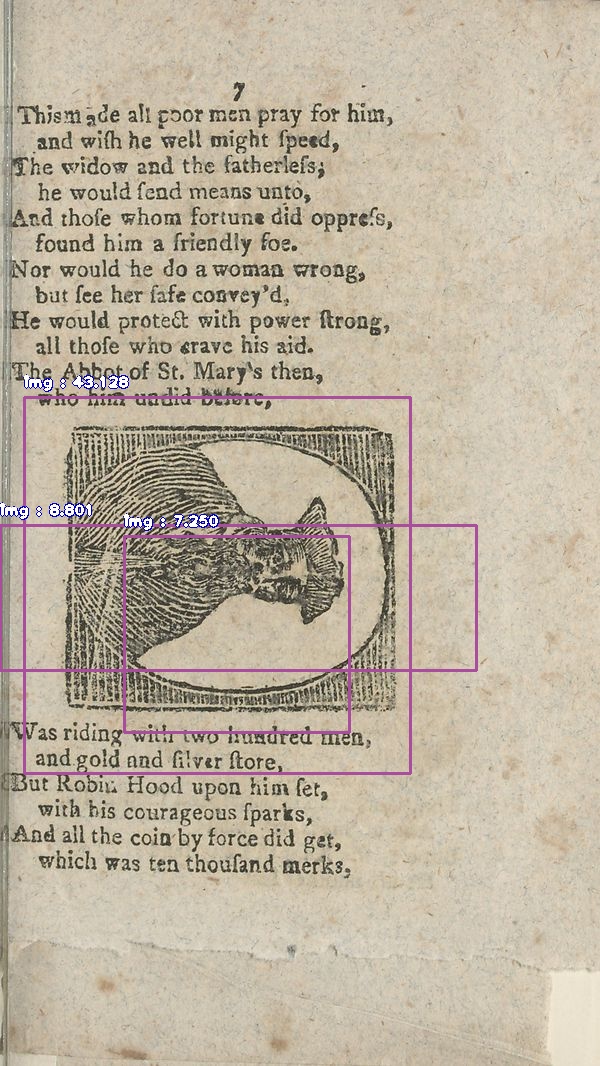 7
This made all poor men pray for him,
and wiſh he well might ſpeed,
The widow and the fatherleſs;
he would ſend means unto,
And thoſe whom fortune did oppreſs,
found him a friendly foe.
Nor would he do a woman wrong,
but ſee her ſafe convey'd,
He would protect with power ſtrong,
all thoſe who crave his aid.
The Abbot of St. Mary's then,
Img : 43.128
who him undid before,
Img : 8.801
Img : 7.250
Was riding with two hundred men,
and gold and ſilver ſtore,
But Robin Hood upon him ſet,
with his courageous ſparks,
And all the coin by force did get,
which was ten thouſand merks,